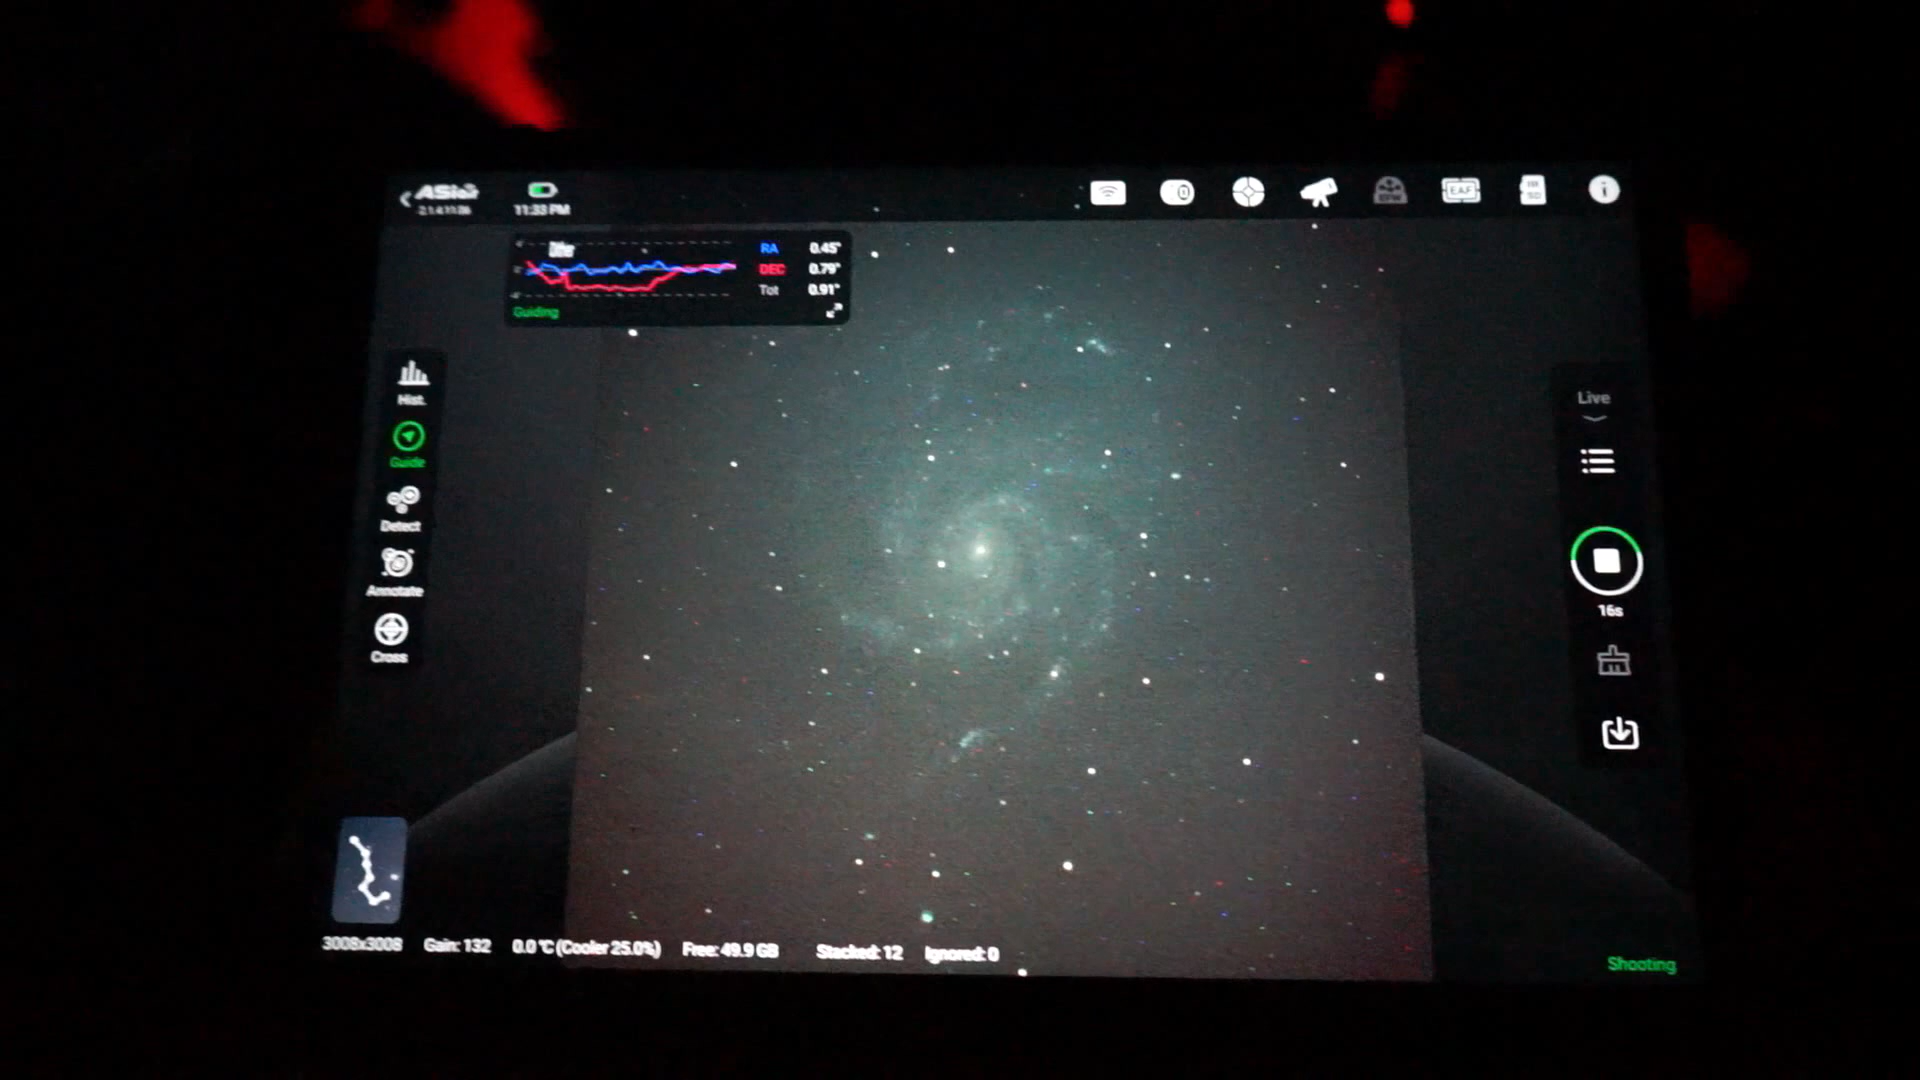 ASIAIR
11:33 PM
RA 0.45"
DEC 0.79"
Tot 0.91"
Guiding
EAF
Hist.
Guide
Detect
Annotate
Cross
Live
16s
3008x3008 Gain: 132 0.0 ℃ (Cooler 25.0%) Free: 49.9 GB Stacked: 12 Ignored: 0
Shooting